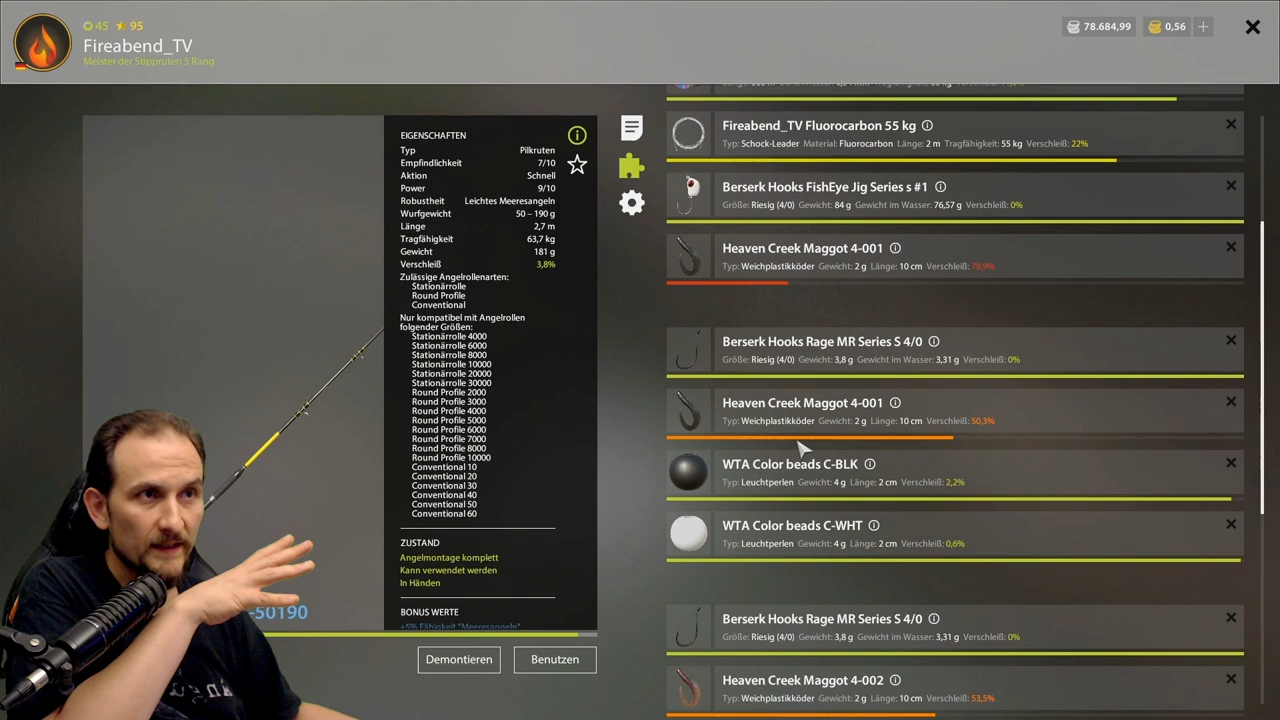 45 95
Fireabend_TV
Meister der Stippruten 5 Rang
78.684,99
0,56
EIGENSCHAFTEN
Typ Pilkruten
Empfindlichkeit 7/10
Aktion Schnell
Power 9/10
Robustheit Leichtes Meeresangeln
Wurfgewicht 50 – 190 g
Länge 2,7 m
Tragfähigkeit 63,7 kg
Gewicht 181 g
Verschleiß 3,8%
Zulässige Angelrollenarten:
Stationärrolle
Round Profile
Conventional
Nur kompatibel mit Angelrollen
folgender Größen:
Stationärrolle 4000
Stationärrolle 6000
Stationärrolle 8000
Stationärrolle 10000
Stationärrolle 20000
Stationärrolle 30000
Round Profile 2000
Round Profile 3000
Round Profile 4000
Round Profile 5000
Round Profile 6000
Round Profile 7000
Round Profile 8000
Round Profile 10000
Conventional 10
Conventional 20
Conventional 30
Conventional 40
Conventional 50
Conventional 60
ZUSTAND
Angelmontage komplett
Kann verwendet werden
In Händen
BONUS WERTE
+5% Fähigkeit "Meeresangeln"
-50190
Demontieren
Benutzen
Fireabend_TV Fluorocarbon 55 kg
Typ: Schock-Leader Material: Fluorocarbon Länge: 2 m Tragfähigkeit: 55 kg Verschleiß: 22%
Berserk Hooks FishEye Jig Series s #1
Größe: Riesig (4/0) Gewicht: 84 g Gewicht im Wasser: 76,57 g Verschleiß: 0%
Heaven Creek Maggot 4-001
Typ: Weichplastikköder Gewicht: 2 g Länge: 10 cm Verschleiß: 78,9%
Berserk Hooks Rage MR Series S 4/0
Größe: Riesig (4/0) Gewicht: 3,8 g Gewicht im Wasser: 3,31 g Verschleiß: 0%
Heaven Creek Maggot 4-001
Typ: Weichplastikköder Gewicht: 2 g Länge: 10 cm Verschleiß: 50,3%
WTA Color beads C-BLK
Typ: Leuchtperlen Gewicht: 4 g Länge: 2 cm Verschleiß: 2,2%
WTA Color beads C-WHT
Typ: Leuchtperlen Gewicht: 4 g Länge: 2 cm Verschleiß: 0,6%
Berserk Hooks Rage MR Series S 4/0
Größe: Riesig (4/0) Gewicht: 3,8 g Gewicht im Wasser: 3,31 g Verschleiß: 0%
Heaven Creek Maggot 4-002
Typ: Weichplastikköder Gewicht: 2 g Länge: 10 cm Verschleiß: 53,5%